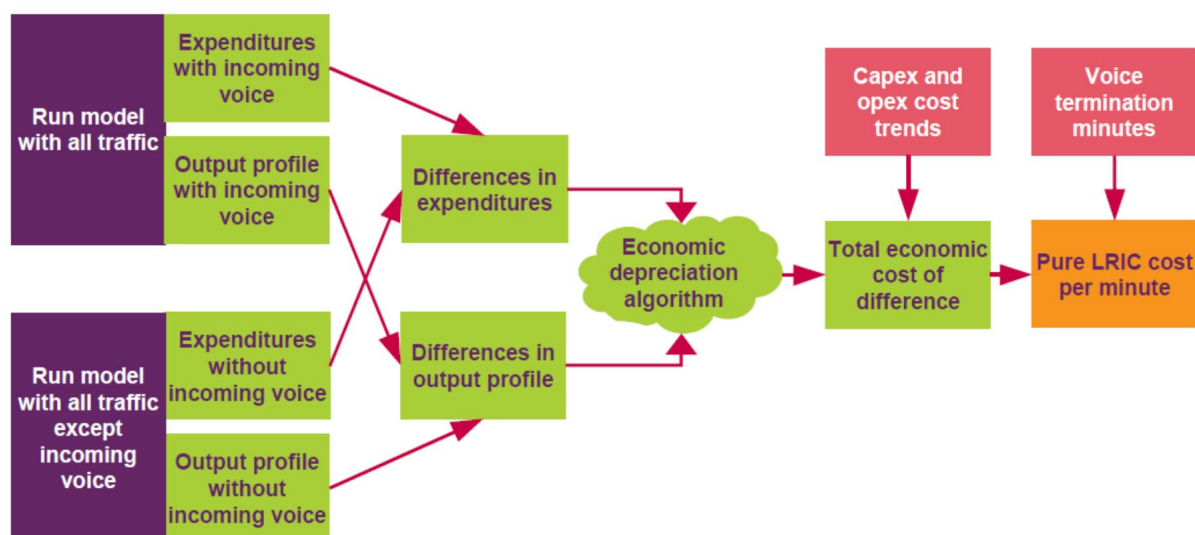 Run model
with all traffic
Expenditures
with incoming
voice
Output profile
with incoming
voice
Run model
with all traffic
except
incoming
voice
Expenditures
without
incoming voice
Output profile
without
incoming voice
Differences in
expenditures
Differences in
output profile
Economic
depreciation
algorithm
Capex and
opex cost
trends
Total economic
cost of
difference
Voice
termination
minutes
Pure LRIC cost
per minute